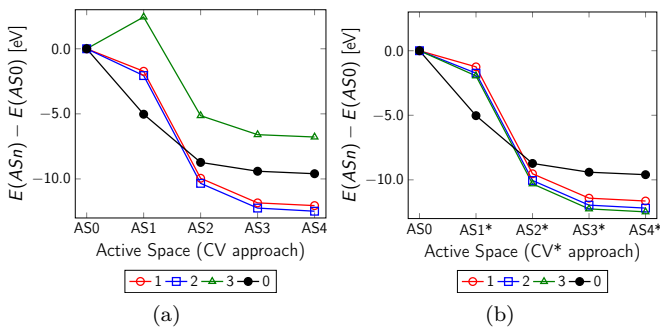 0.0
−5.0
−10.0
E(ASn) − E(AS0) [eV]
AS0 AS1 AS2 AS3 AS4
Active Space (CV approach)
1 2 3 0
(a)
0.0
−5.0
−10.0
E(ASn) − E(AS0) [eV]
AS0 AS1* AS2* AS3* AS4*
Active Space (CV* approach)
1 2 3 0
(b)